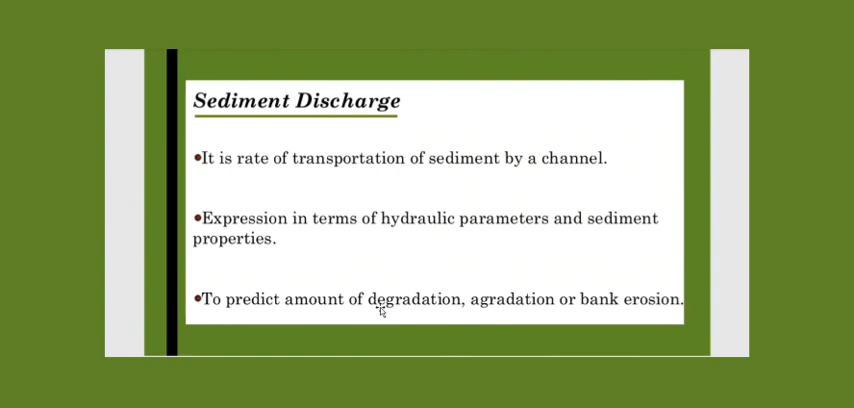 Sediment Discharge
•It is rate of transportation of sediment by a channel.
•Expression in terms of hydraulic parameters and sediment
properties.
•To predict amount of degradation, agradation or bank erosion.